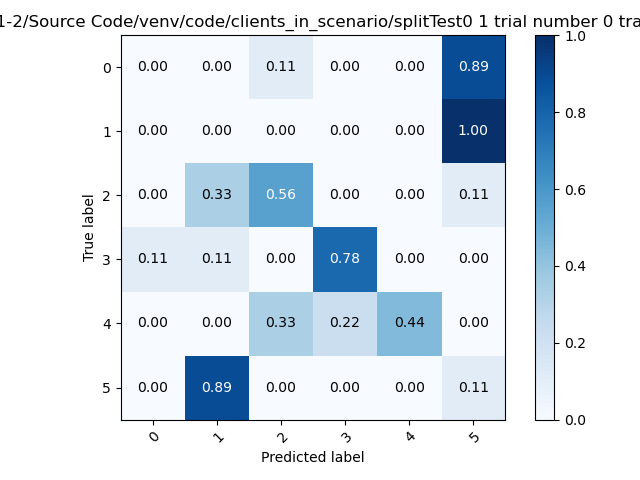 1-2/Source Code/venv/code/clients_in_scenario/splitTest0 1 trial number 0 tra
0 0.00 0.00 0.11 0.00 0.00 0.89
1 0.00 0.00 0.00 0.00 0.00 1.00
2 0.00 0.33 0.56 0.00 0.00 0.11
3 0.11 0.11 0.00 0.78 0.00 0.00
4 0.00 0.00 0.33 0.22 0.44 0.00
5 0.00 0.89 0.00 0.00 0.00 0.11
0 1 2 3 4 5
Predicted label
True label
1.0
0.8
0.6
0.4
0.2
0.0